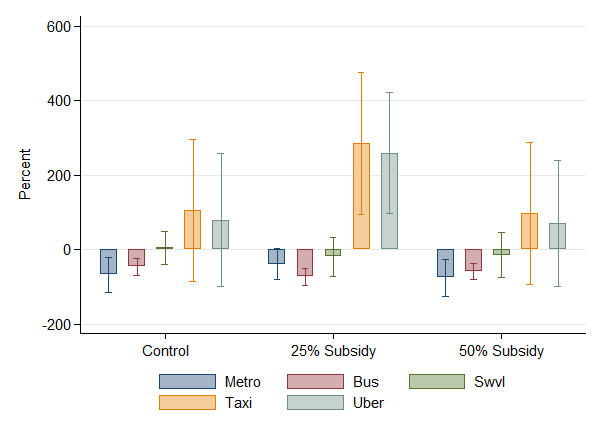 600
400
200
0
-200
Percent
Control 25% Subsidy 50% Subsidy
Metro Bus Swvl
Taxi Uber